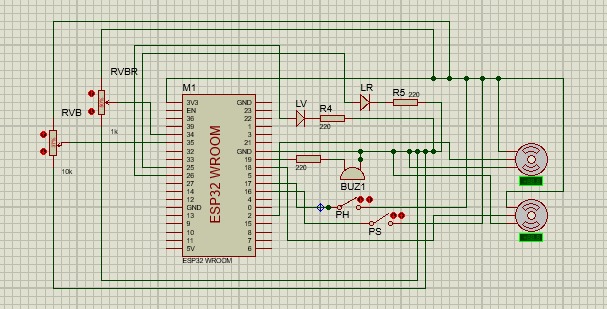 RVBR
RVB
1k
10k
M1
3V3
EN
36
39
34
35
32
33
25
26
27
14
12
GND
13
9
10
11
5V
ESP32 WROOM
GND
23
22
1
3
21
GND
19
18
5
17
16
4
0
2
15
8
7
6
ESP32 WROOM
LV
R4
220
LR
R5
220
220
BUZ1
PH
PS